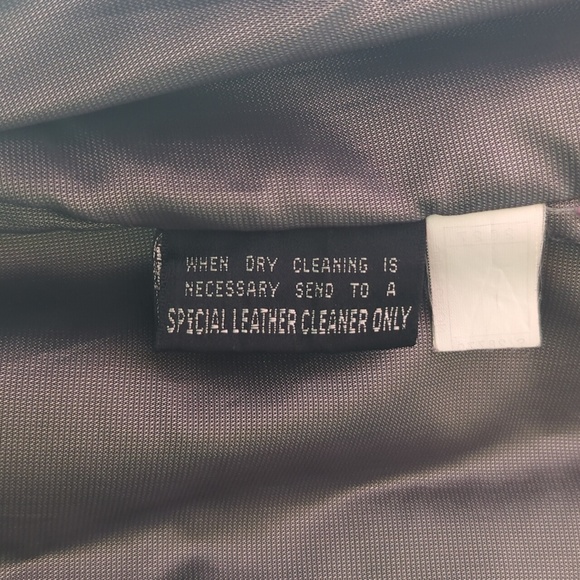 WHEN DRY CLEANING IS
NECESSARY SEND TO A
SPECIAL LEATHER CLEANER ONLY